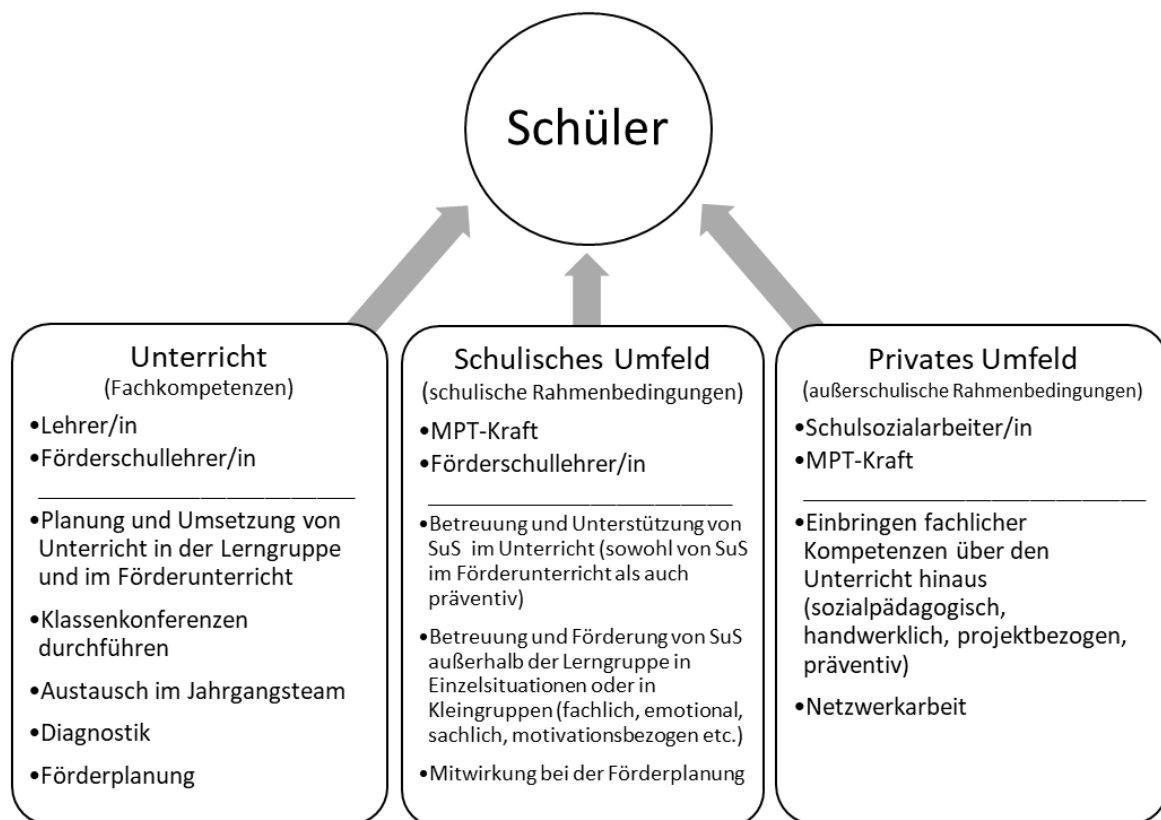 Schüler
Unterricht
(Fachkompetenzen)
•Lehrer/in
•Förderschullehrer/in
•Planung und Umsetzung von
Unterricht in der Lerngruppe
und im Förderunterricht
•Klassenkonferenzen
durchführen
•Austausch im Jahrgangsteam
•Diagnostik
•Förderplanung
Schulisches Umfeld
(schulische Rahmenbedingungen)
•MPT-Kraft
•Förderschullehrer/in
•Betreuung und Unterstützung von
SuS im Unterricht (sowohl von SuS
im Förderunterricht als auch
präventiv)
•Betreuung und Förderung von SuS
außerhalb der Lerngruppe in
Einzelsituationen oder in
Kleingruppen (fachlich, emotional,
sachlich, motivationsbezogen etc.)
•Mitwirkung bei der Förderplanung
Privates Umfeld
(außerschulische Rahmenbedingungen)
•Schulsozialarbeiter/in
•MPT-Kraft
•Einbringen fachlicher
Kompetenzen über den
Unterricht hinaus
(sozialpädagogisch,
handwerklich, projektbezogen,
präventiv)
•Netzwerkarbeit